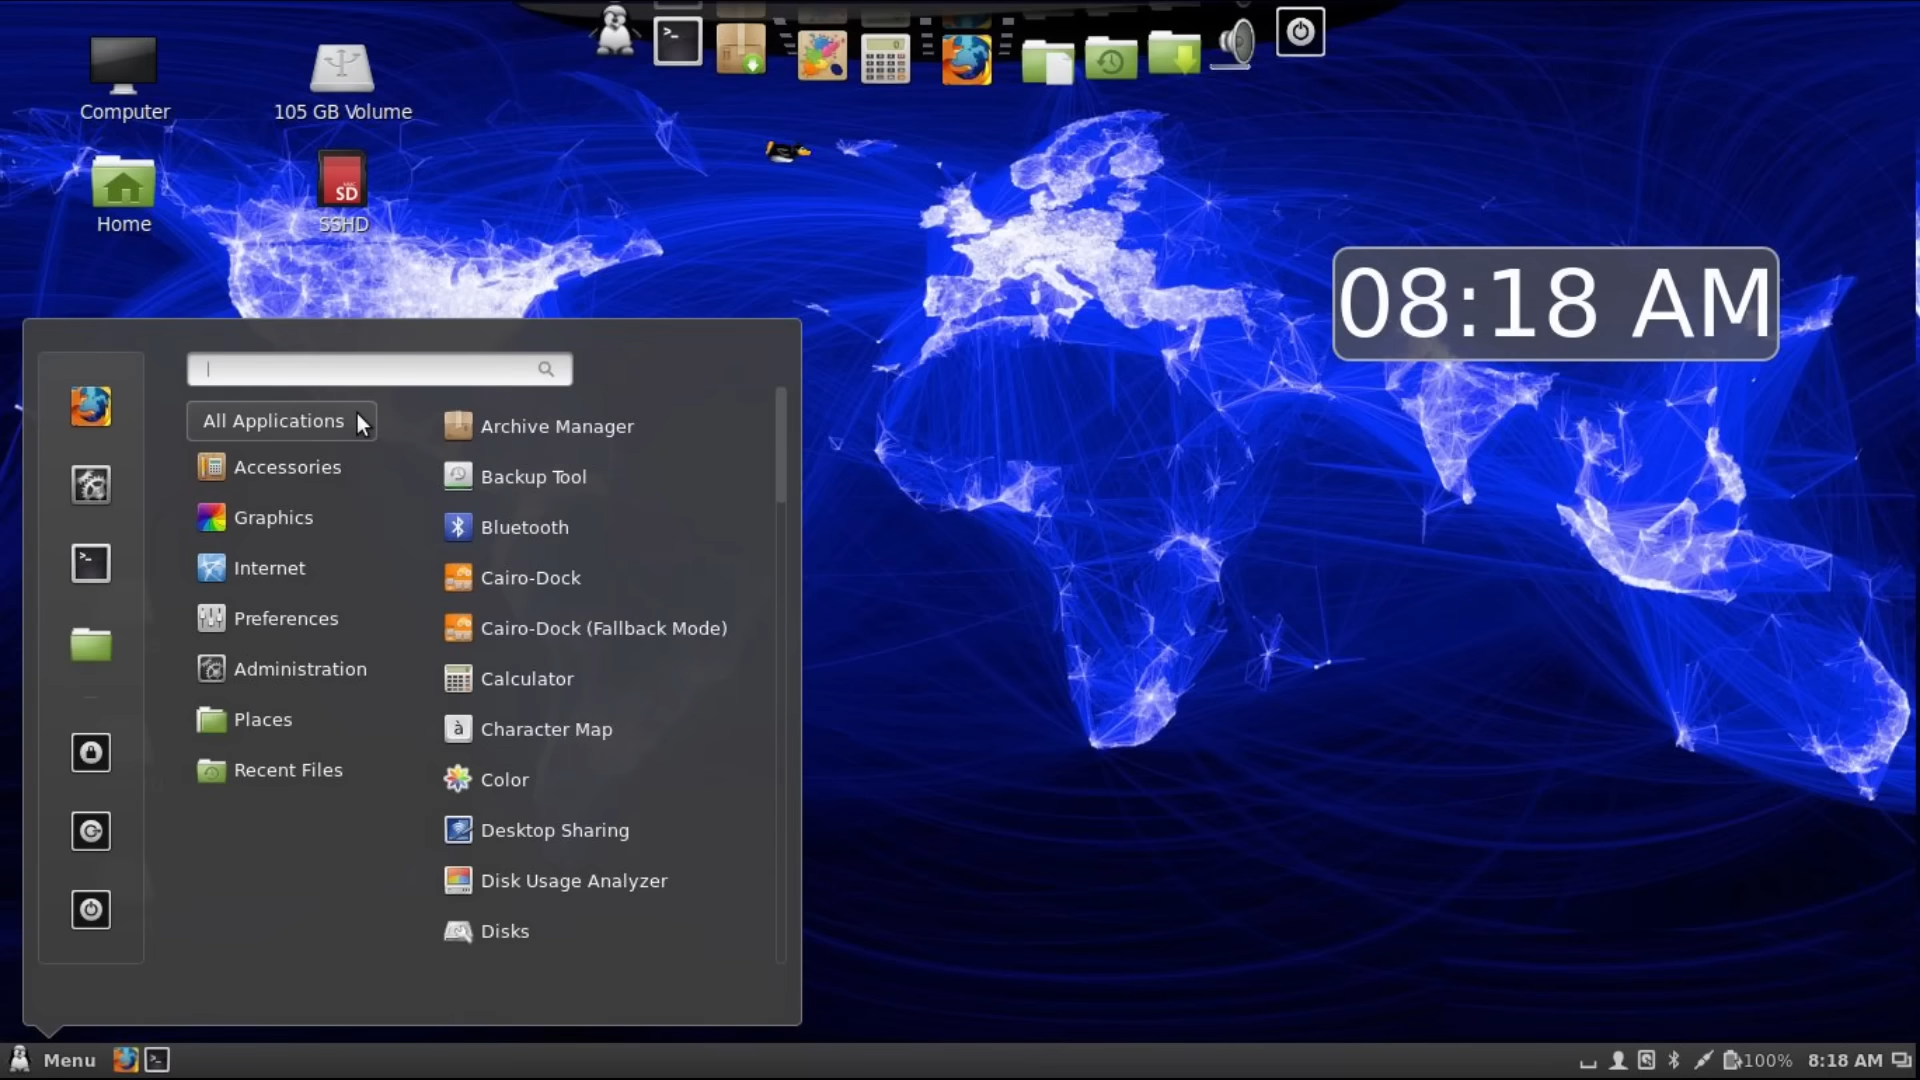 Computer
105 GB Volume
Home
SD
SSHD
08:18 AM
All Applications
Accessories
Graphics
Internet
Preferences
Administration
Places
Recent Files
Archive Manager
Backup Tool
Bluetooth
Cairo-Dock
Cairo-Dock (Fallback Mode)
Calculator
à
Character Map
Color
Desktop Sharing
Disk Usage Analyzer
Disks
Menu
100%
8:18 AM